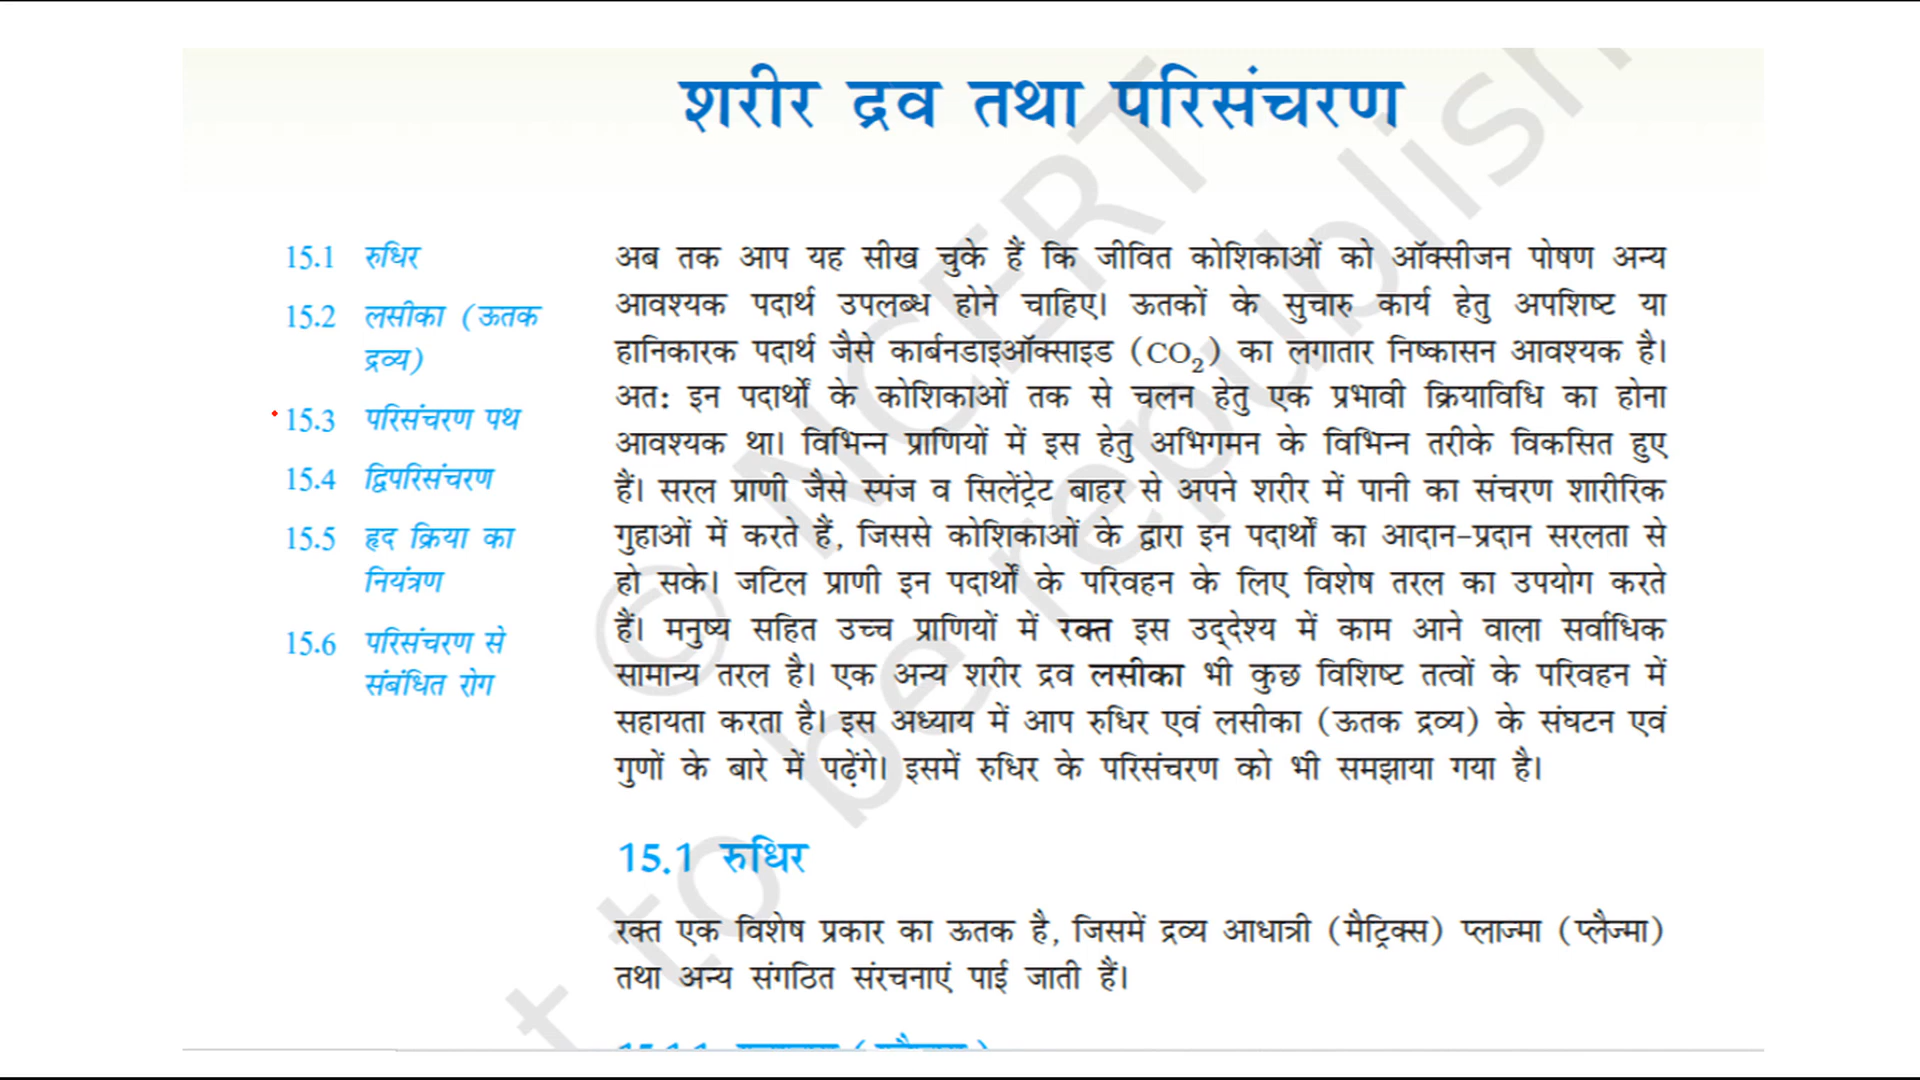 शरीर द्रव तथा परिसंचरण
15.1 रुधिर
15.2 लसीका (ऊतक
द्रव्य)
15.3 परिसंचरण पथ
15.4 द्विपरिसंचरण
15.5 हृद क्रिया का
नियंत्रण
15.6 परिसंचरण से
संबंधित रोग
अब तक आप यह सीख चुके हैं कि जीवित कोशिकाओं को ऑक्सीजन पोषण अन्य
आवश्यक पदार्थ उपलब्ध होने चाहिए। ऊतकों के सुचारु कार्य हेतु अपशिष्ट या
हानिकारक पदार्थ जैसे कार्बनडाइऑक्साइड (CO₂) का लगातार निष्कासन आवश्यक है।
अत: इन पदार्थों के कोशिकाओं तक से चलन हेतु एक प्रभावी क्रियाविधि का होना
आवश्यक था। विभिन्न प्राणियों में इस हेतु अभिगमन के विभिन्न तरीके विकसित हुए
हैं। सरल प्राणी जैसे स्पंज व सिलेंट्रेट बाहर से अपने शरीर में पानी का संचरण शारीरिक
गुहाओं में करते हैं, जिससे कोशिकाओं के द्वारा इन पदार्थों का आदान-प्रदान सरलता से
हो सके। जटिल प्राणी इन पदार्थों के परिवहन के लिए विशेष तरल का उपयोग करते
हैं। मनुष्य सहित उच्च प्राणियों में रक्त इस उद्देश्य में काम आने वाला सर्वाधिक
सामान्य तरल है। एक अन्य शरीर द्रव लसीका भी कुछ विशिष्ट तत्वों के परिवहन में
सहायता करता है। इस अध्याय में आप रुधिर एवं लसीका (ऊतक द्रव्य) के संघटन एवं
गुणों के बारे में पढ़ेंगे। इसमें रुधिर के परिसंचरण को भी समझाया गया है।
15.1 रुधिर
रक्त एक विशेष प्रकार का ऊतक है, जिसमें द्रव्य आधात्री (मैट्रिक्स) प्लाज्मा (प्लैज्मा)
तथा अन्य संगठित संरचनाएं पाई जाती हैं।
© NCERT
t to be republish